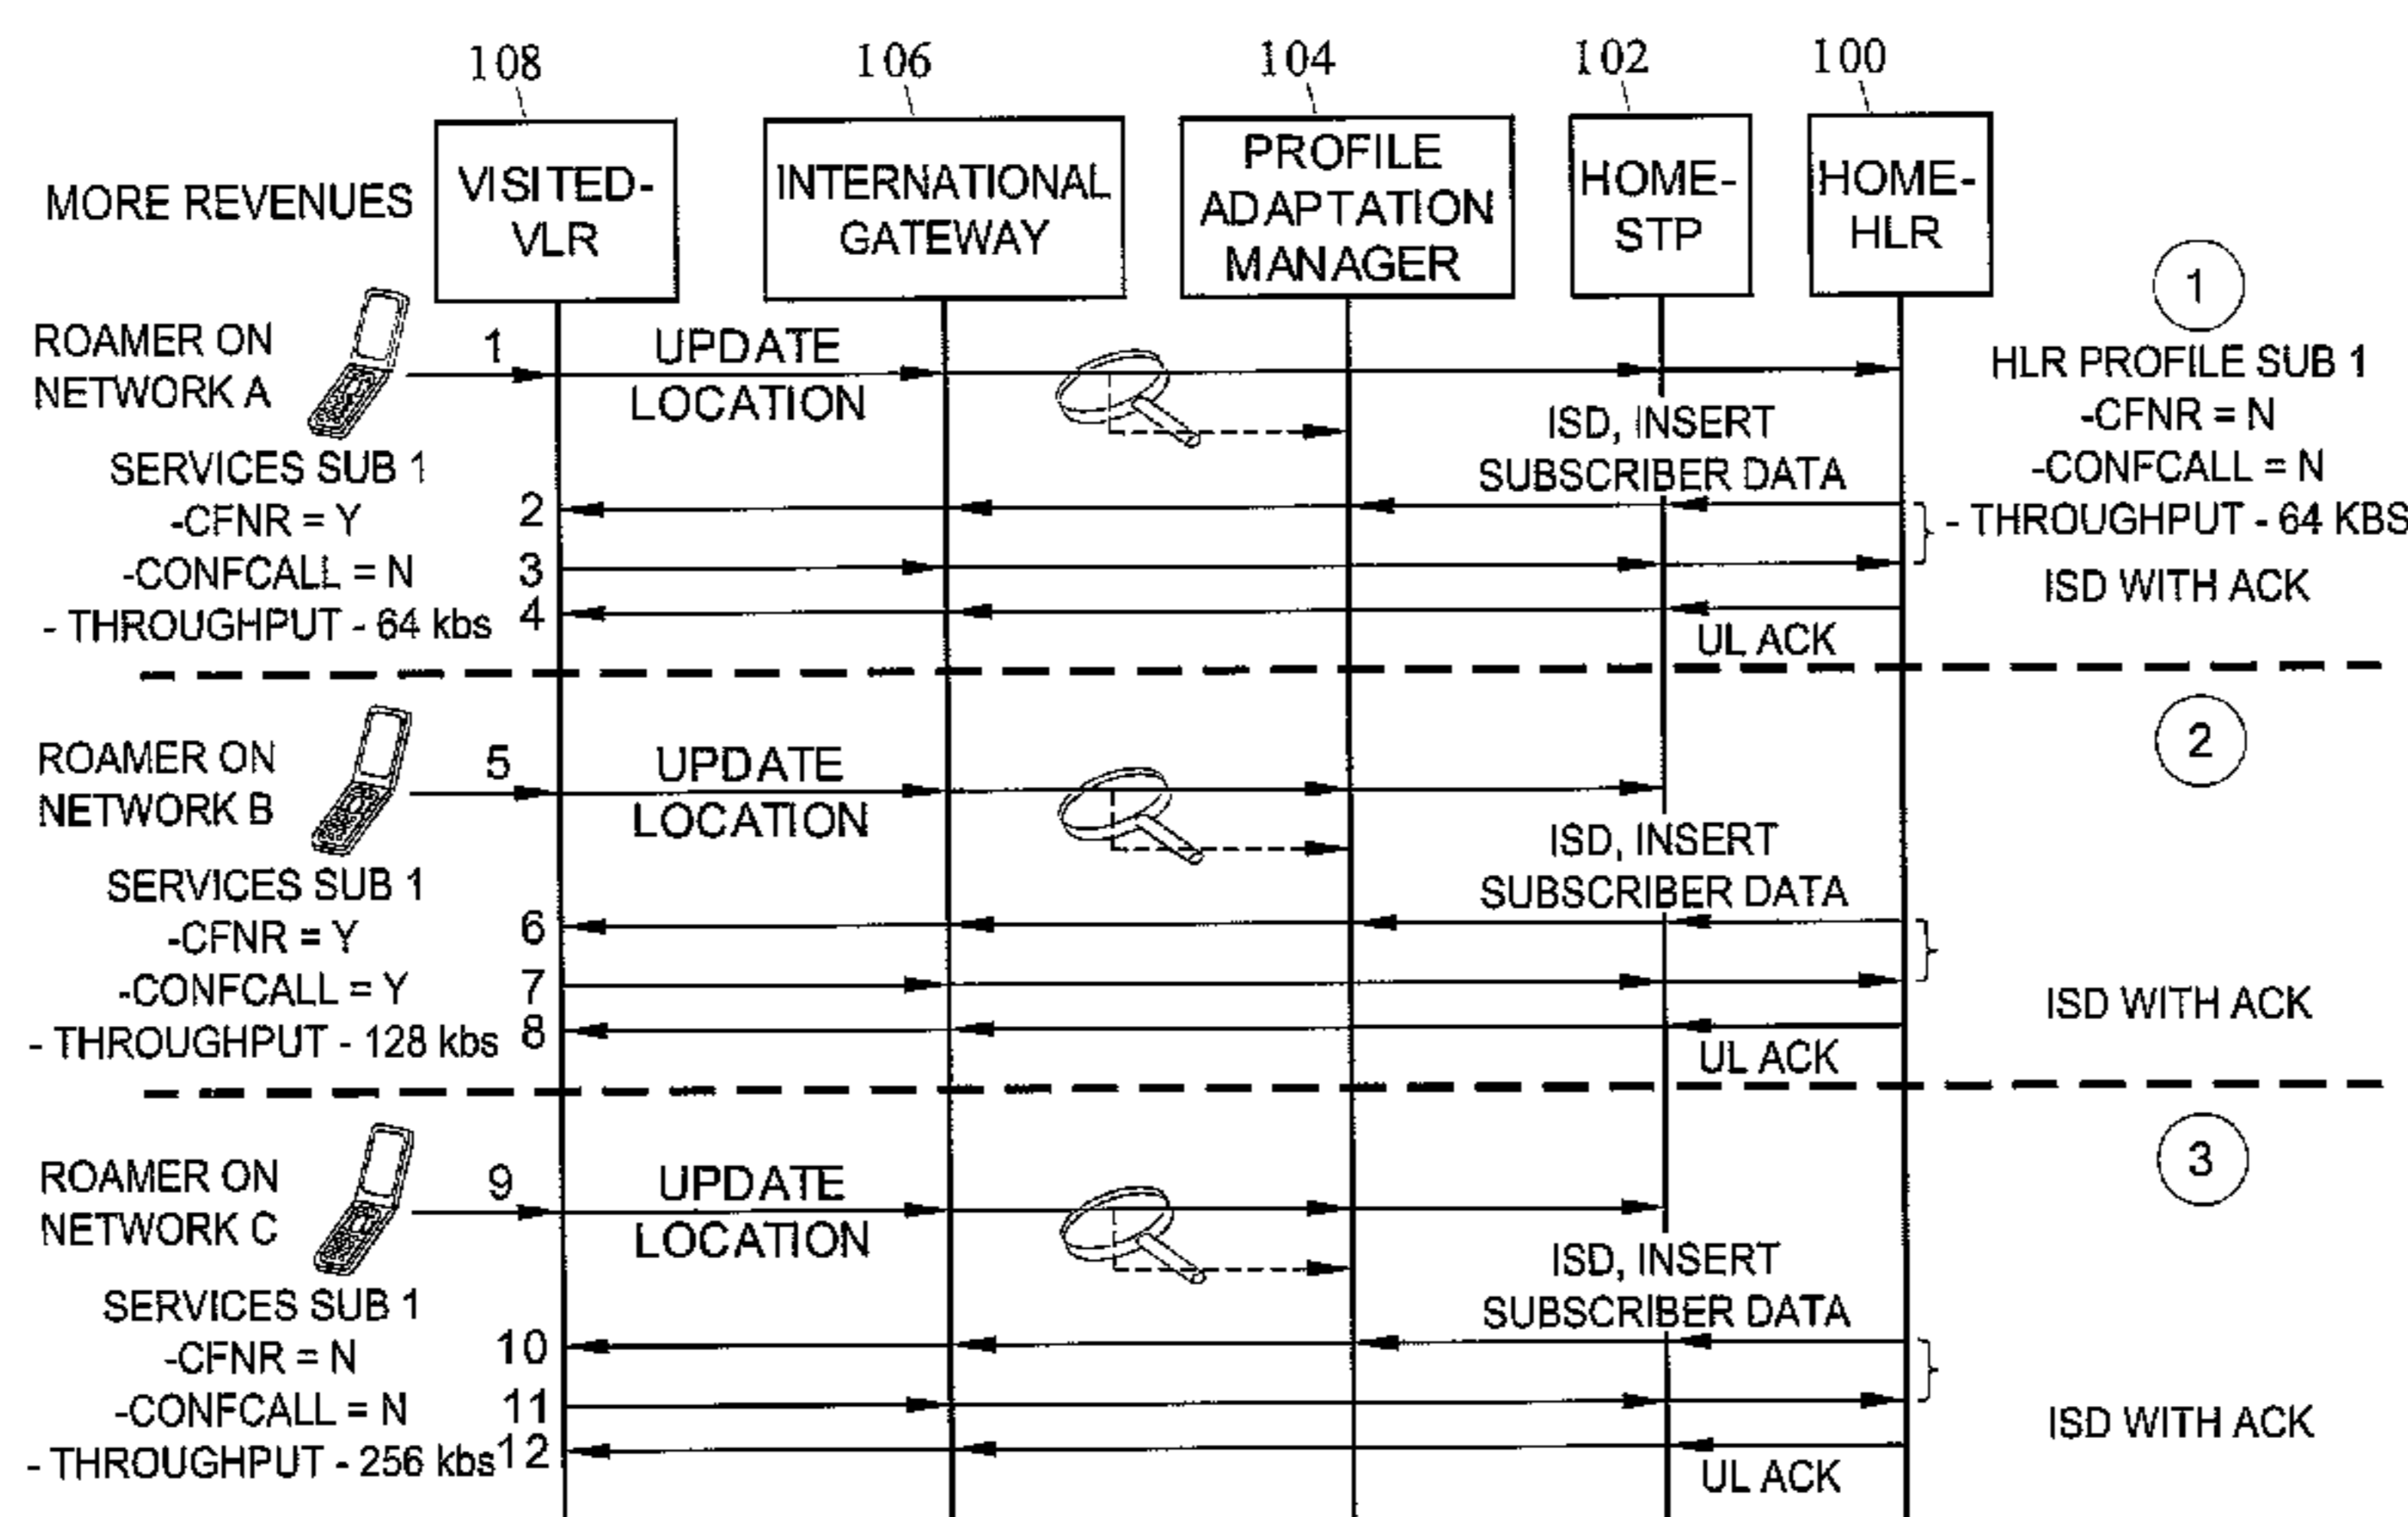 108
106
104
102
100
MORE REVENUES
VISITED-
VLR
INTERNATIONAL
GATEWAY
PROFILE
ADAPTATION
MANAGER
HOME-
STP
HOME-
HLR
1
ROAMER ON
NETWORK A
1
UPDATE
LOCATION
HLR PROFILE SUB 1
-CFNR = N
-CONFCALL = N
- THROUGHPUT - 64 KBS
ISD, INSERT
SUBSCRIBER DATA
SERVICES SUB 1
-CFNR = Y
-CONFCALL = N
- THROUGHPUT - 64 kbs
2
3
4
ISD WITH ACK
UL ACK
2
ROAMER ON
NETWORK B
5
UPDATE
LOCATION
ISD, INSERT
SUBSCRIBER DATA
SERVICES SUB 1
-CFNR = Y
-CONFCALL = Y
- THROUGHPUT - 128 kbs
6
7
8
ISD WITH ACK
UL ACK
3
ROAMER ON
NETWORK C
9
UPDATE
LOCATION
ISD, INSERT
SUBSCRIBER DATA
SERVICES SUB 1
-CFNR = N
-CONFCALL = N
- THROUGHPUT - 256 kbs
10
11
12
ISD WITH ACK
UL ACK